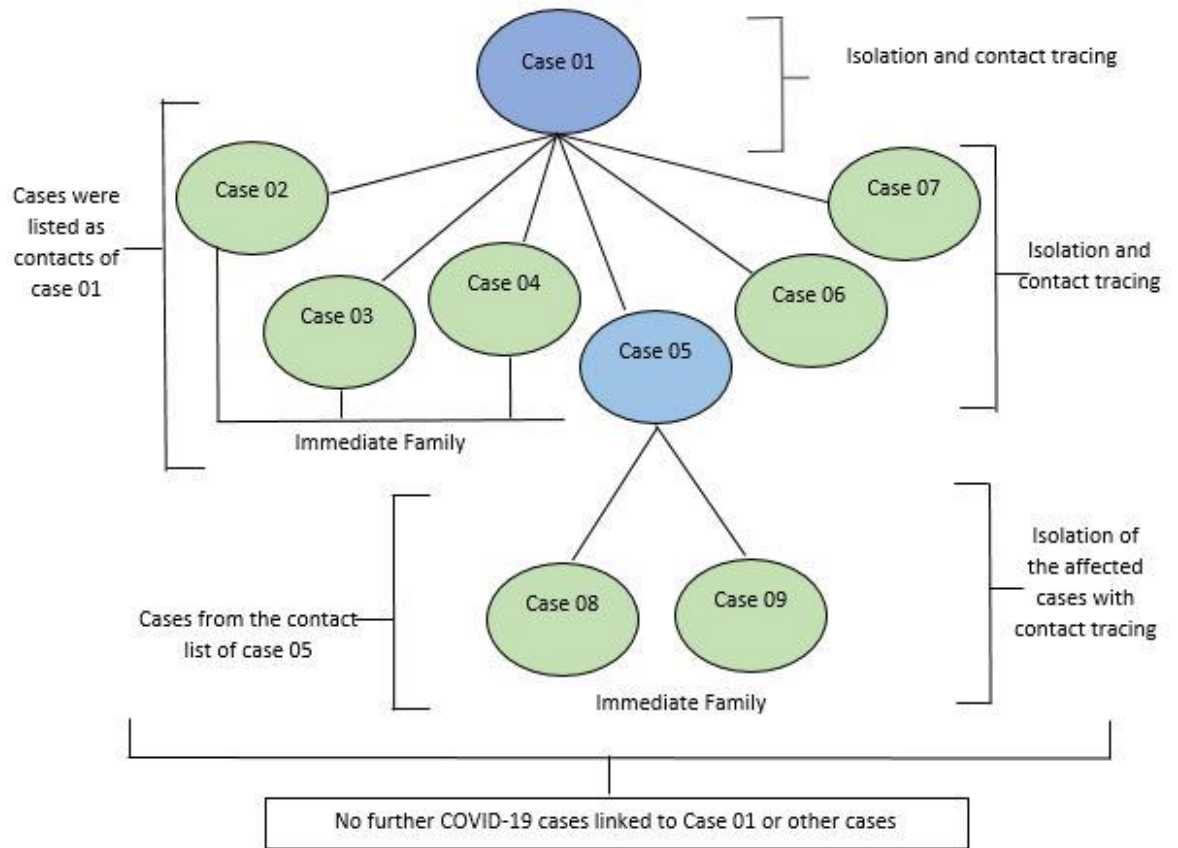 Case 01
Isolation and contact tracing
Case 02
Case 07
Cases were
listed as
contacts of
case 01
Case 03
Case 04
Case 05
Case 06
Isolation and
contact tracing
Immediate Family
Cases from the contact
list of case 05
Case 08
Case 09
Immediate Family
Isolation of
the affected
cases with
contact tracing
No further COVID-19 cases linked to Case 01 or other cases